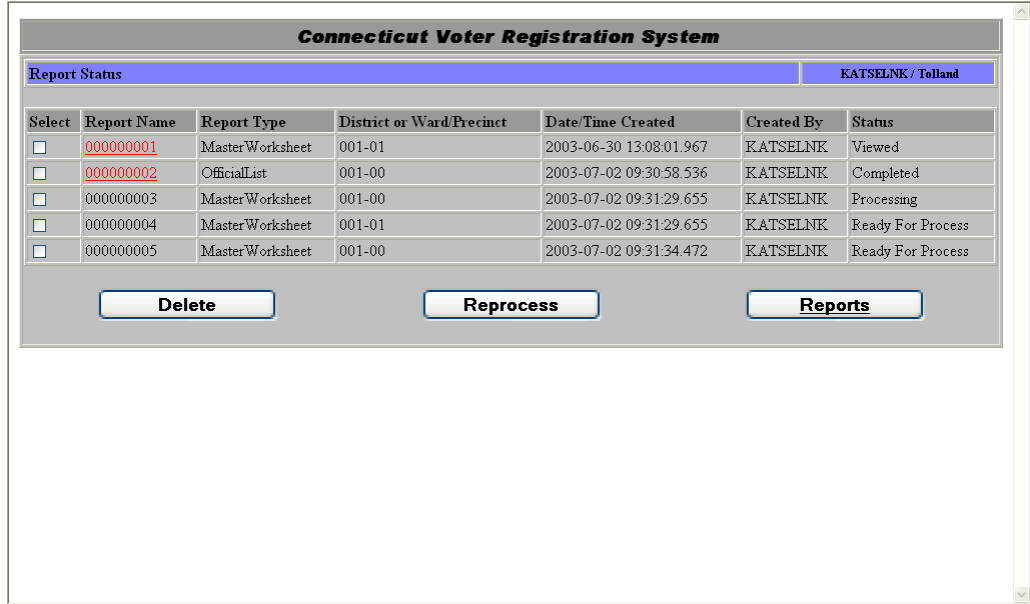 Connecticut Voter Registration System
Report Status KATSELNK / Tolland
Select Report Name Report Type District or Ward/Precinct Date/Time Created Created By Status
000000001 MasterWorksheet 001-01 2003-06-30 13:08:01.967 KATSELNK Viewed
000000002 OfficialList 001-00 2003-07-02 09:30:58.536 KATSELNK Completed
000000003 MasterWorksheet 001-00 2003-07-02 09:31:29.655 KATSELNK Processing
000000004 MasterWorksheet 001-01 2003-07-02 09:31:29.655 KATSELNK Ready For Process
000000005 MasterWorksheet 001-00 2003-07-02 09:31:34.472 KATSELNK Ready For Process
Delete Reprocess Reports